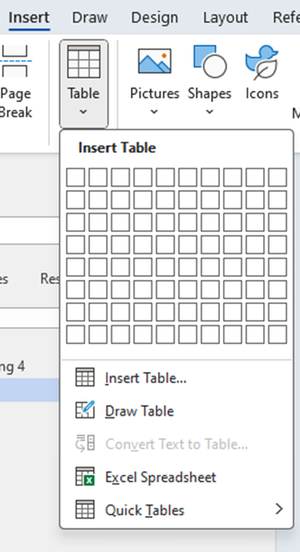 Insert Draw Design Layout Refe
Page Break
Table
Pictures
Shapes
Icons
M
Insert Table
es
Res
ng 4
Insert Table...
Draw Table
Convert Text to Table...
Excel Spreadsheet
Quick Tables